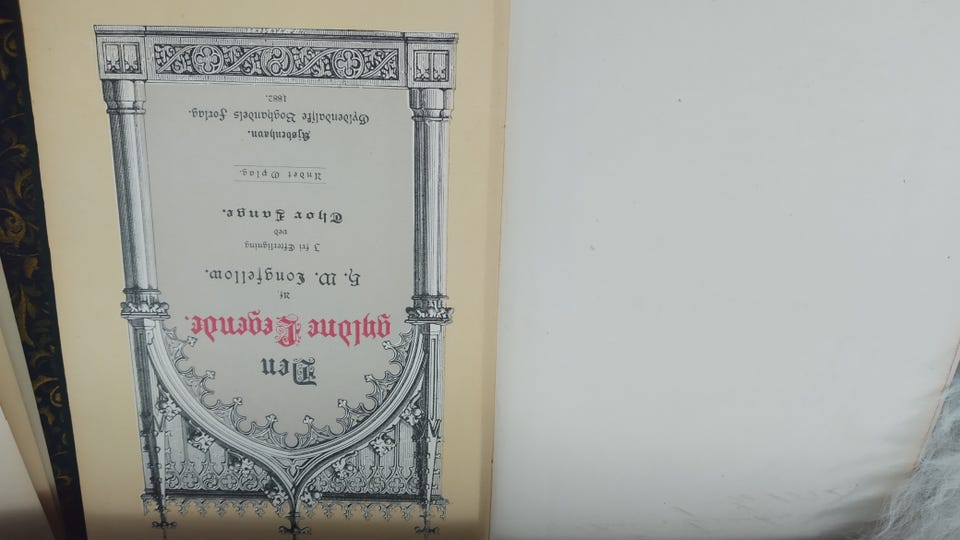 Den
gyldne Legende.
Af
H. W. Longfellow.
I fri Efterligning
ved
Thor Lange.
Andet Oplag.
Kjøbenhavn.
Gyldendalske Boghandels Forlag.
1882.